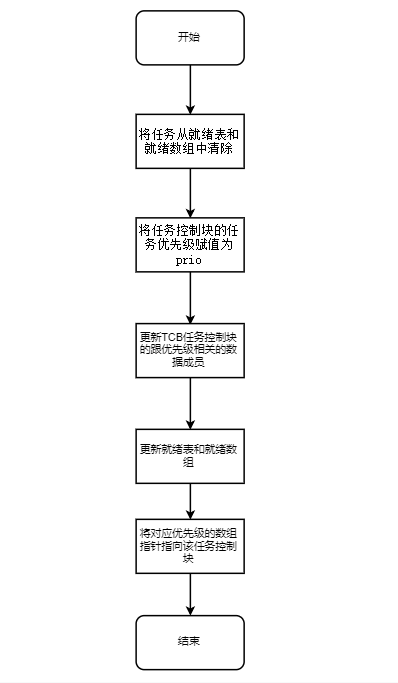 开始
将任务从就绪表和
就绪数组中清除
将任务控制块的任
务优先级赋值为
prio
更新TCB任务控制块
的跟优先级相关的数
据成员
更新就绪表和就绪数
组
将对应优先级的数组
指针指向该任务控制
块
结束